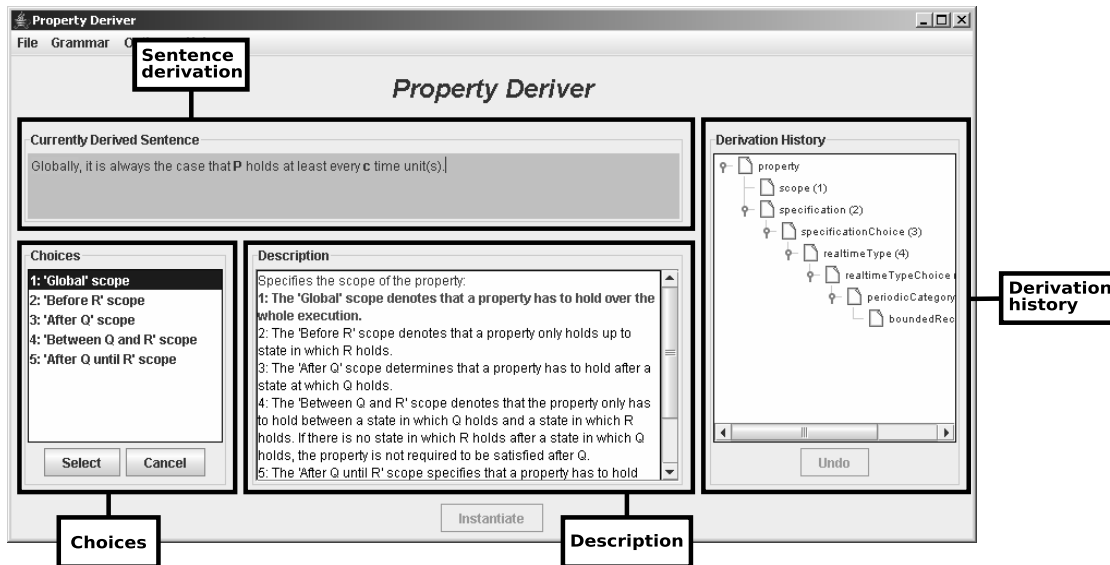 Property Deriver
File Grammar
Sentence
derivation
Property Deriver
Currently Derived Sentence
Globally, it is always the case that P holds at least every c time unit(s).
Derivation History
property
scope (1)
specification (2)
specificationChoice (3)
realtimeType (4)
realtimeTypeChoice
periodicCategory
boundedRec
Undo
Derivation
history
Choices
1: 'Global' scope
2: 'Before R' scope
3: 'After Q' scope
4: 'Between Q and R' scope
5: 'After Q until R' scope
Select Cancel
Description
Specifies the scope of the property:
1: The 'Global' scope denotes that a property has to hold over the
whole execution.
2: The 'Before R' scope denotes that a property only holds up to
state in which R holds.
3: The 'After Q' scope determines that a property has to hold after a
state at which Q holds.
4: The 'Between Q and R' scope denotes that the property only has
to hold between a state in which Q holds and a state in which R
holds. If there is no state in which R holds after a state in which Q
holds, the property is not required to be satisfied after Q.
5: The 'After Q until R' scope specifies that a property has to hold
Instantiate
Choices
Description